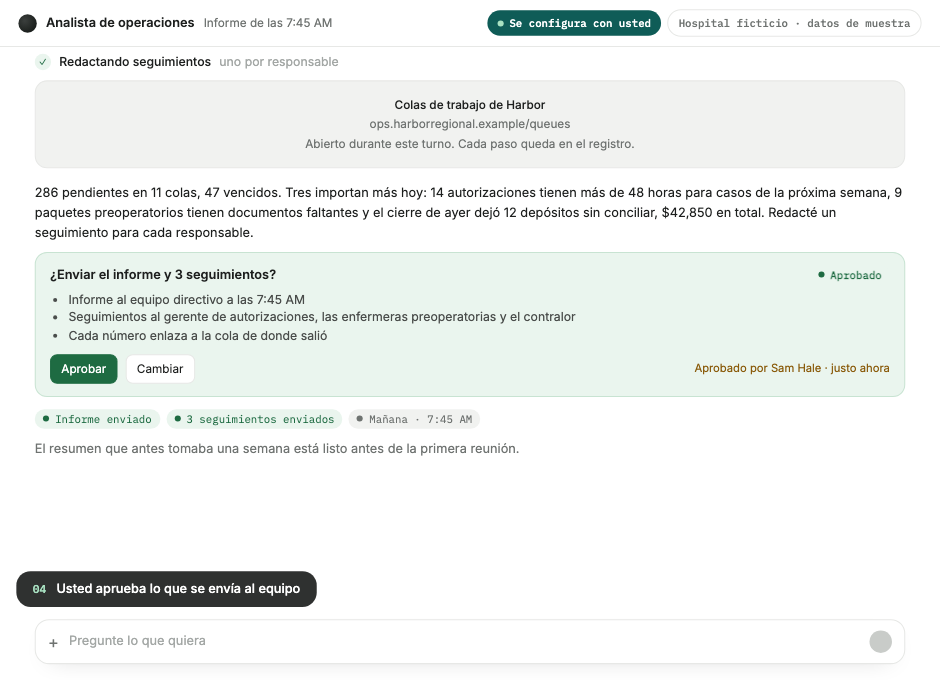 Analista de operaciones Informe de las 7:45 AM
Se configura con usted
Hospital ficticio · datos de muestra
Redactando seguimientos uno por responsable
Colas de trabajo de Harbor
ops.harborregional.example/queues
Abierto durante este turno. Cada paso queda en el registro.
286 pendientes en 11 colas, 47 vencidos. Tres importan más hoy: 14 autorizaciones tienen más de 48 horas para casos de la próxima semana, 9
paquetes preoperatorios tienen documentos faltantes y el cierre de ayer dejó 12 depósitos sin conciliar, $42,850 en total. Redacté un
seguimiento para cada responsable.
¿Enviar el informe y 3 seguimientos?
Aprobado
• Informe al equipo directivo a las 7:45 AM
• Seguimientos al gerente de autorizaciones, las enfermeras preoperatorias y el contralor
• Cada número enlaza a la cola de donde salió
Aprobar
Cambiar
Aprobado por Sam Hale · justo ahora
Informe enviado
3 seguimientos enviados
Mañana · 7:45 AM
El resumen que antes tomaba una semana está listo antes de la primera reunión.
04 Usted aprueba lo que se envía al equipo
+ Pregunte lo que quiera